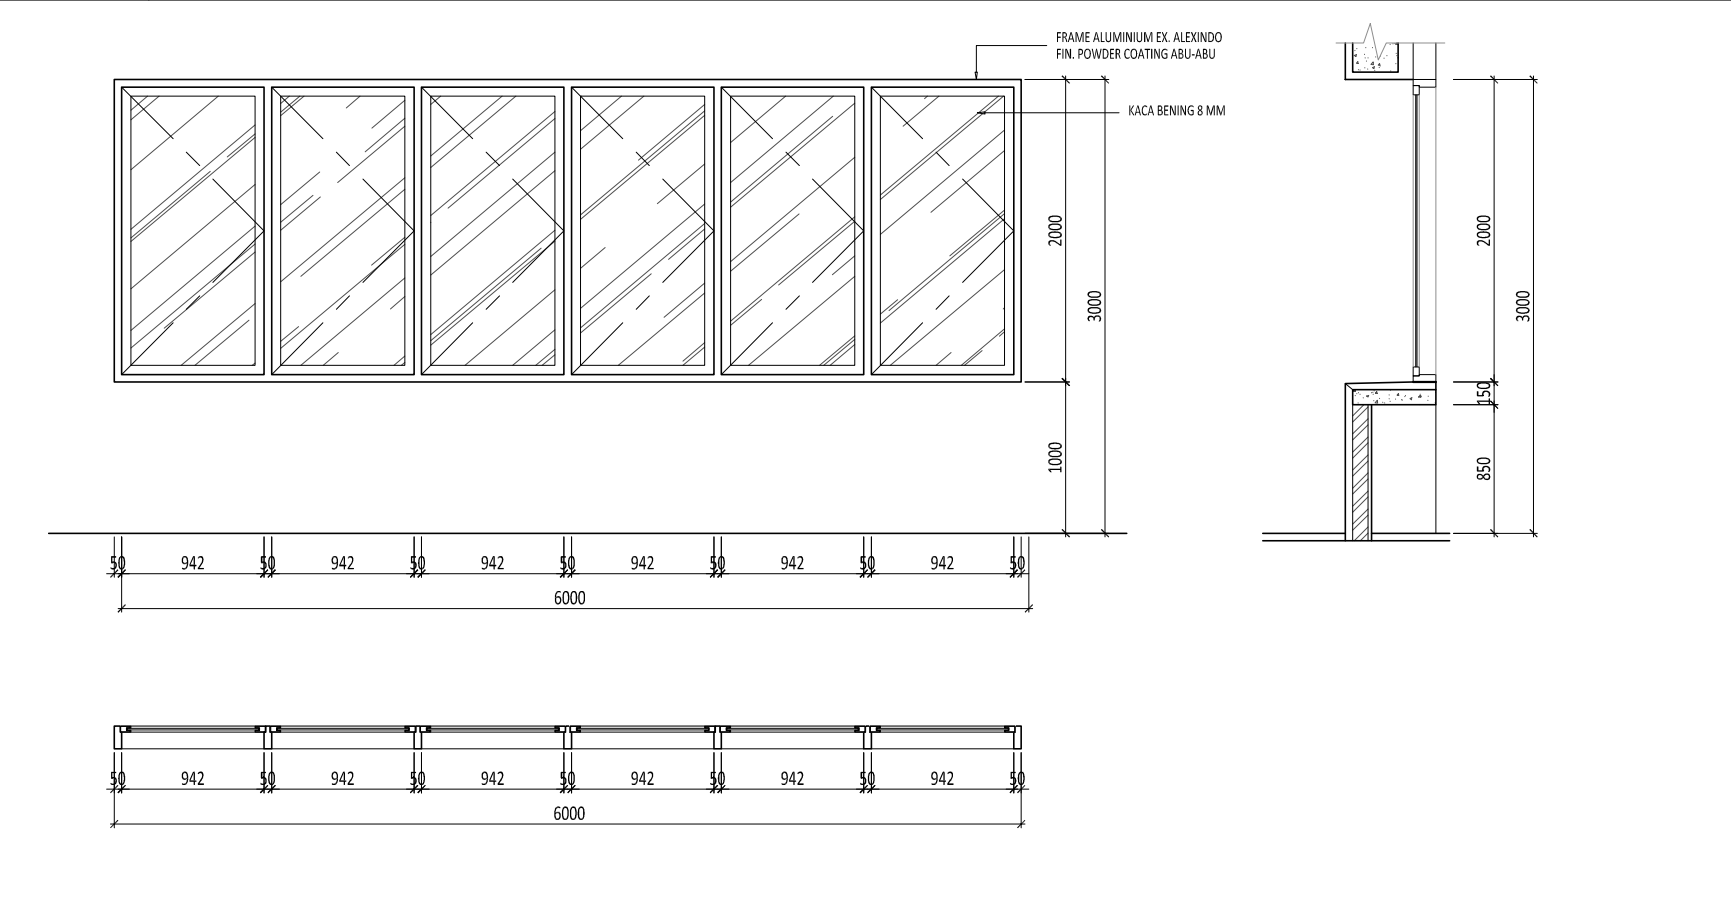 FRAME ALUMINIUM EX. ALEXINDO
FIN. POWDER COATING ABU-ABU
KACA BENING 8 MM
2000
3000
1000
2000
3000
150
850
50 942 50 942 50 942 50 942 50 942 50 942 50
6000
50 942 50 942 50 942 50 942 50 942 50 942 50
6000